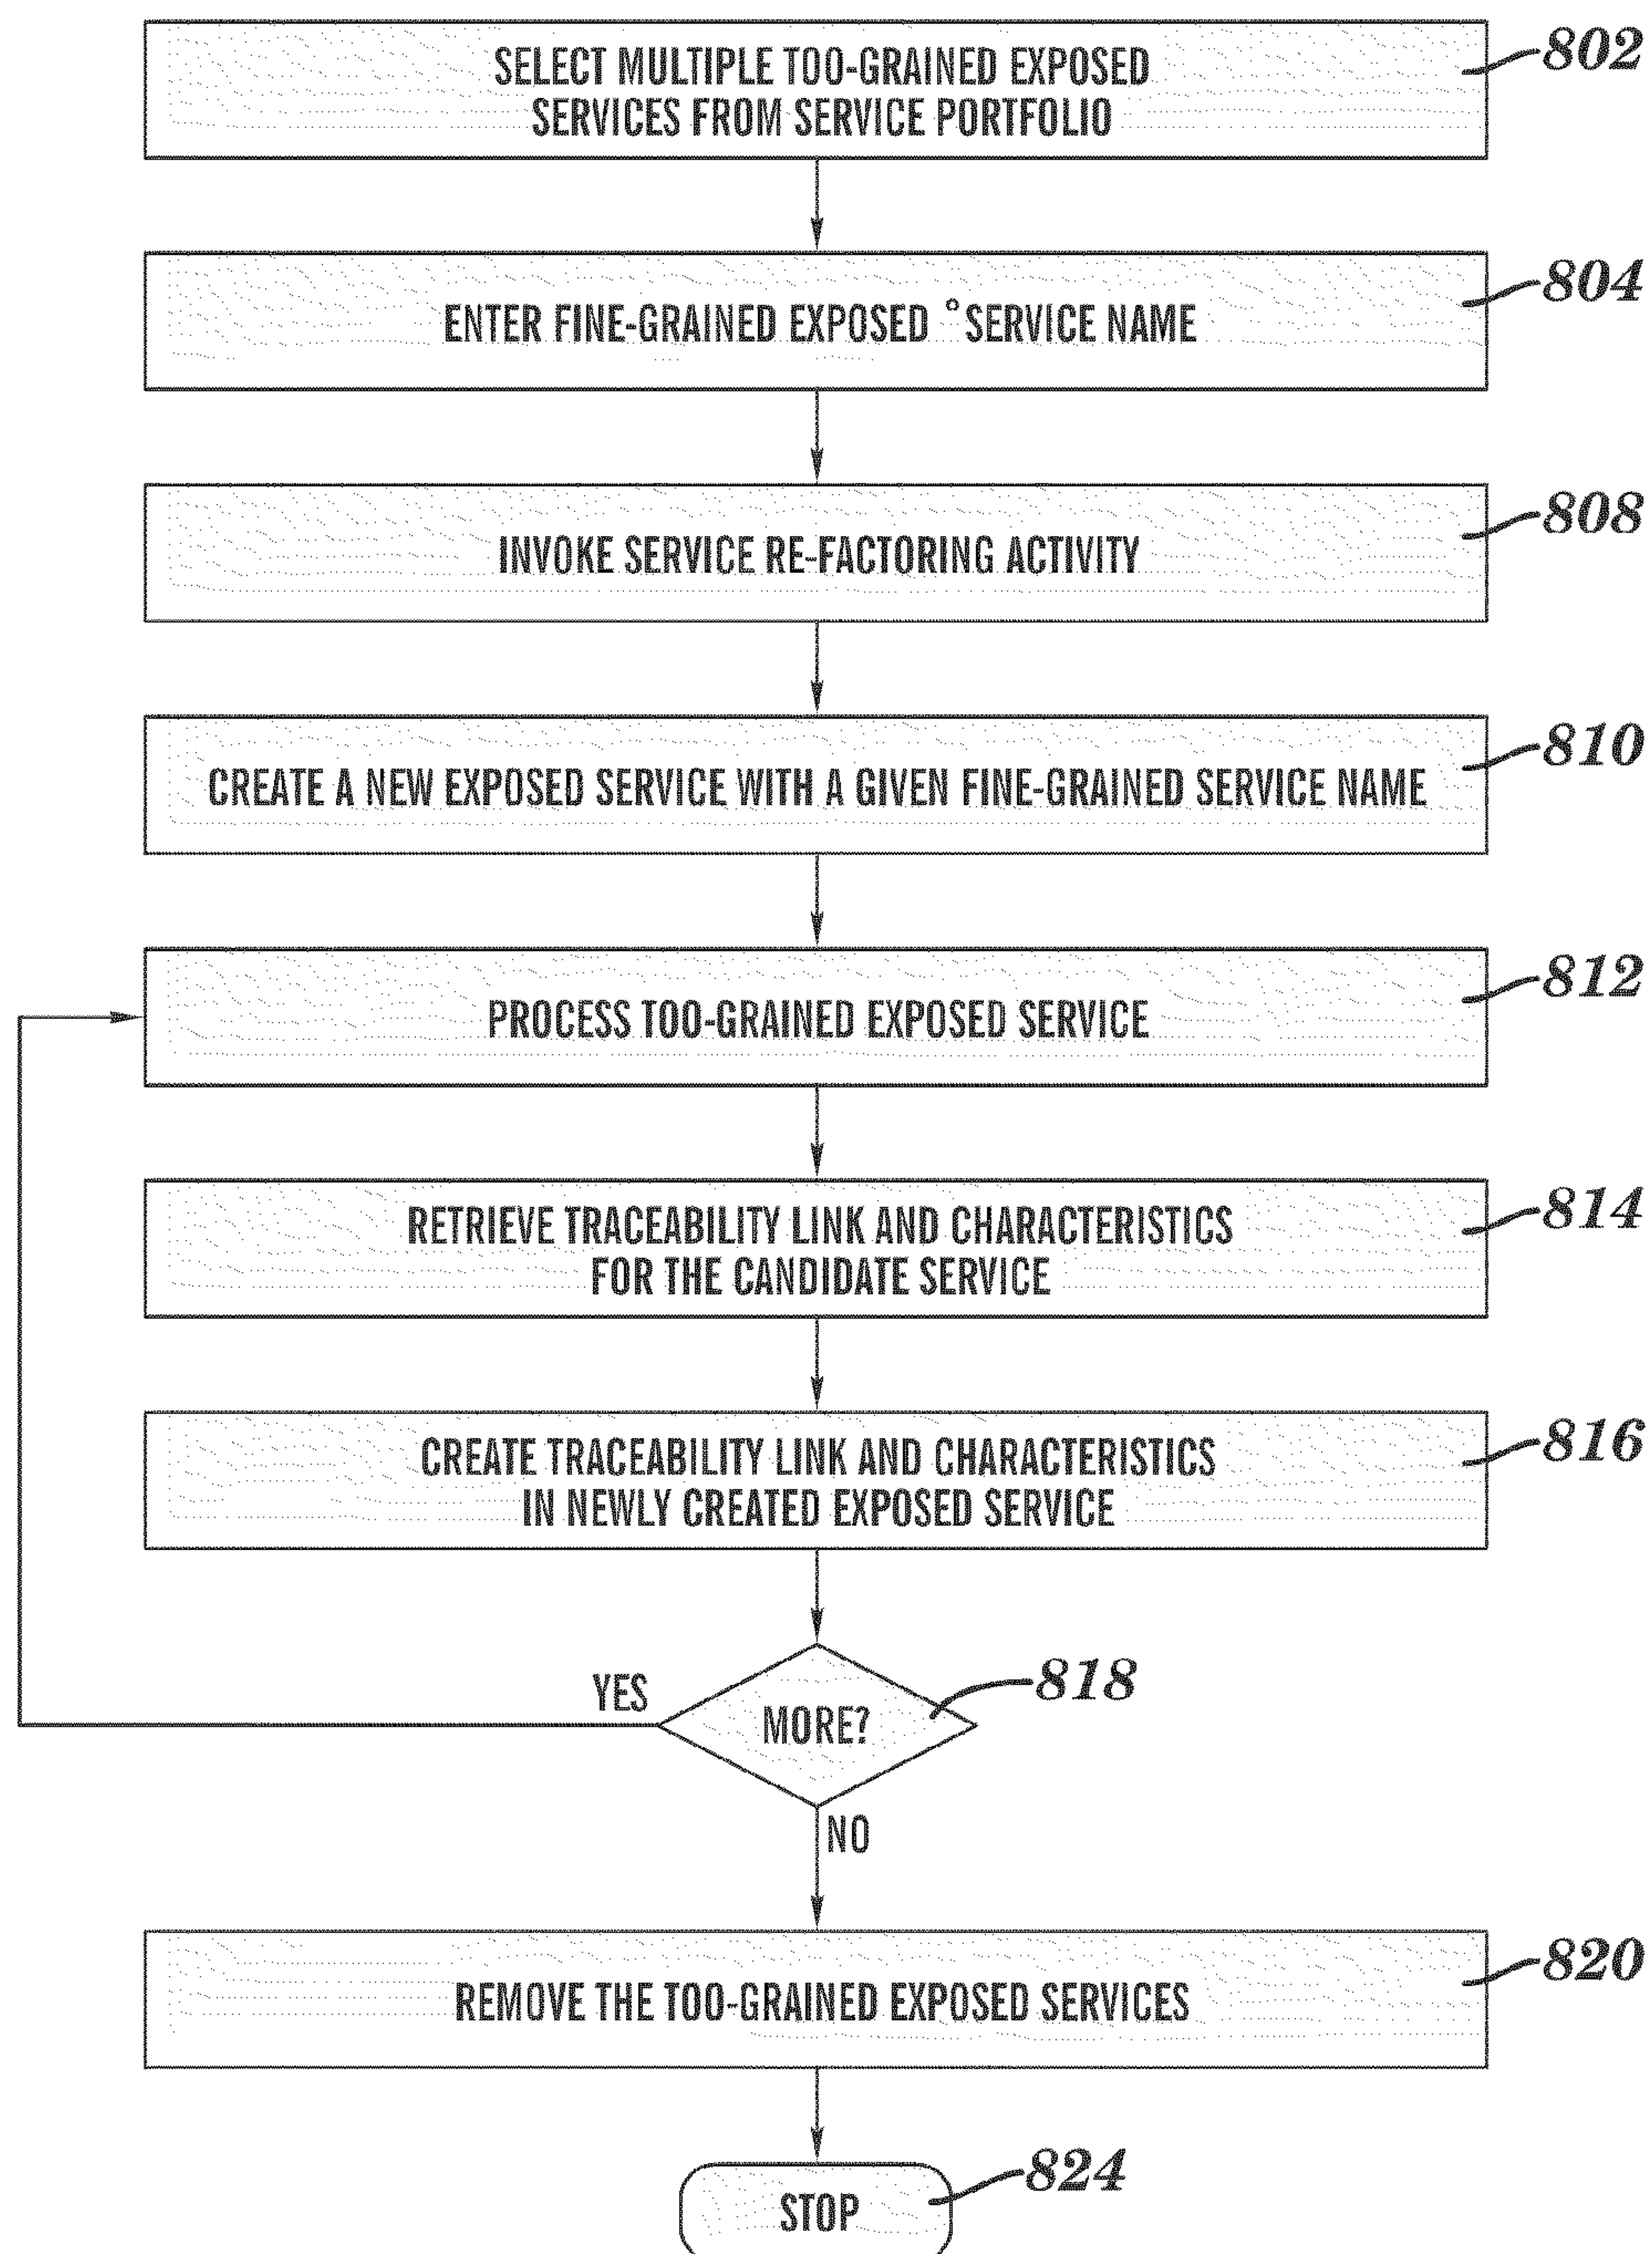 SELECT MULTIPLE TOO-GRAINED EXPOSED
SERVICES FROM SERVICE PORTFOLIO
802
ENTER FINE-GRAINED EXPOSED °SERVICE NAME
804
INVOKE SERVICE RE-FACTORING ACTIVITY
808
CREATE A NEW EXPOSED SERVICE WITH A GIVEN FINE-GRAINED SERVICE NAME
810
PROCESS TOO-GRAINED EXPOSED SERVICE
812
RETRIEVE TRACEABILITY LINK AND CHARACTERISTICS
FOR THE CANDIDATE SERVICE
814
CREATE TRACEABILITY LINK AND CHARACTERISTICS
IN NEWLY CREATED EXPOSED SERVICE
816
YES
MORE?
818
NO
REMOVE THE TOO-GRAINED EXPOSED SERVICES
820
STOP
824